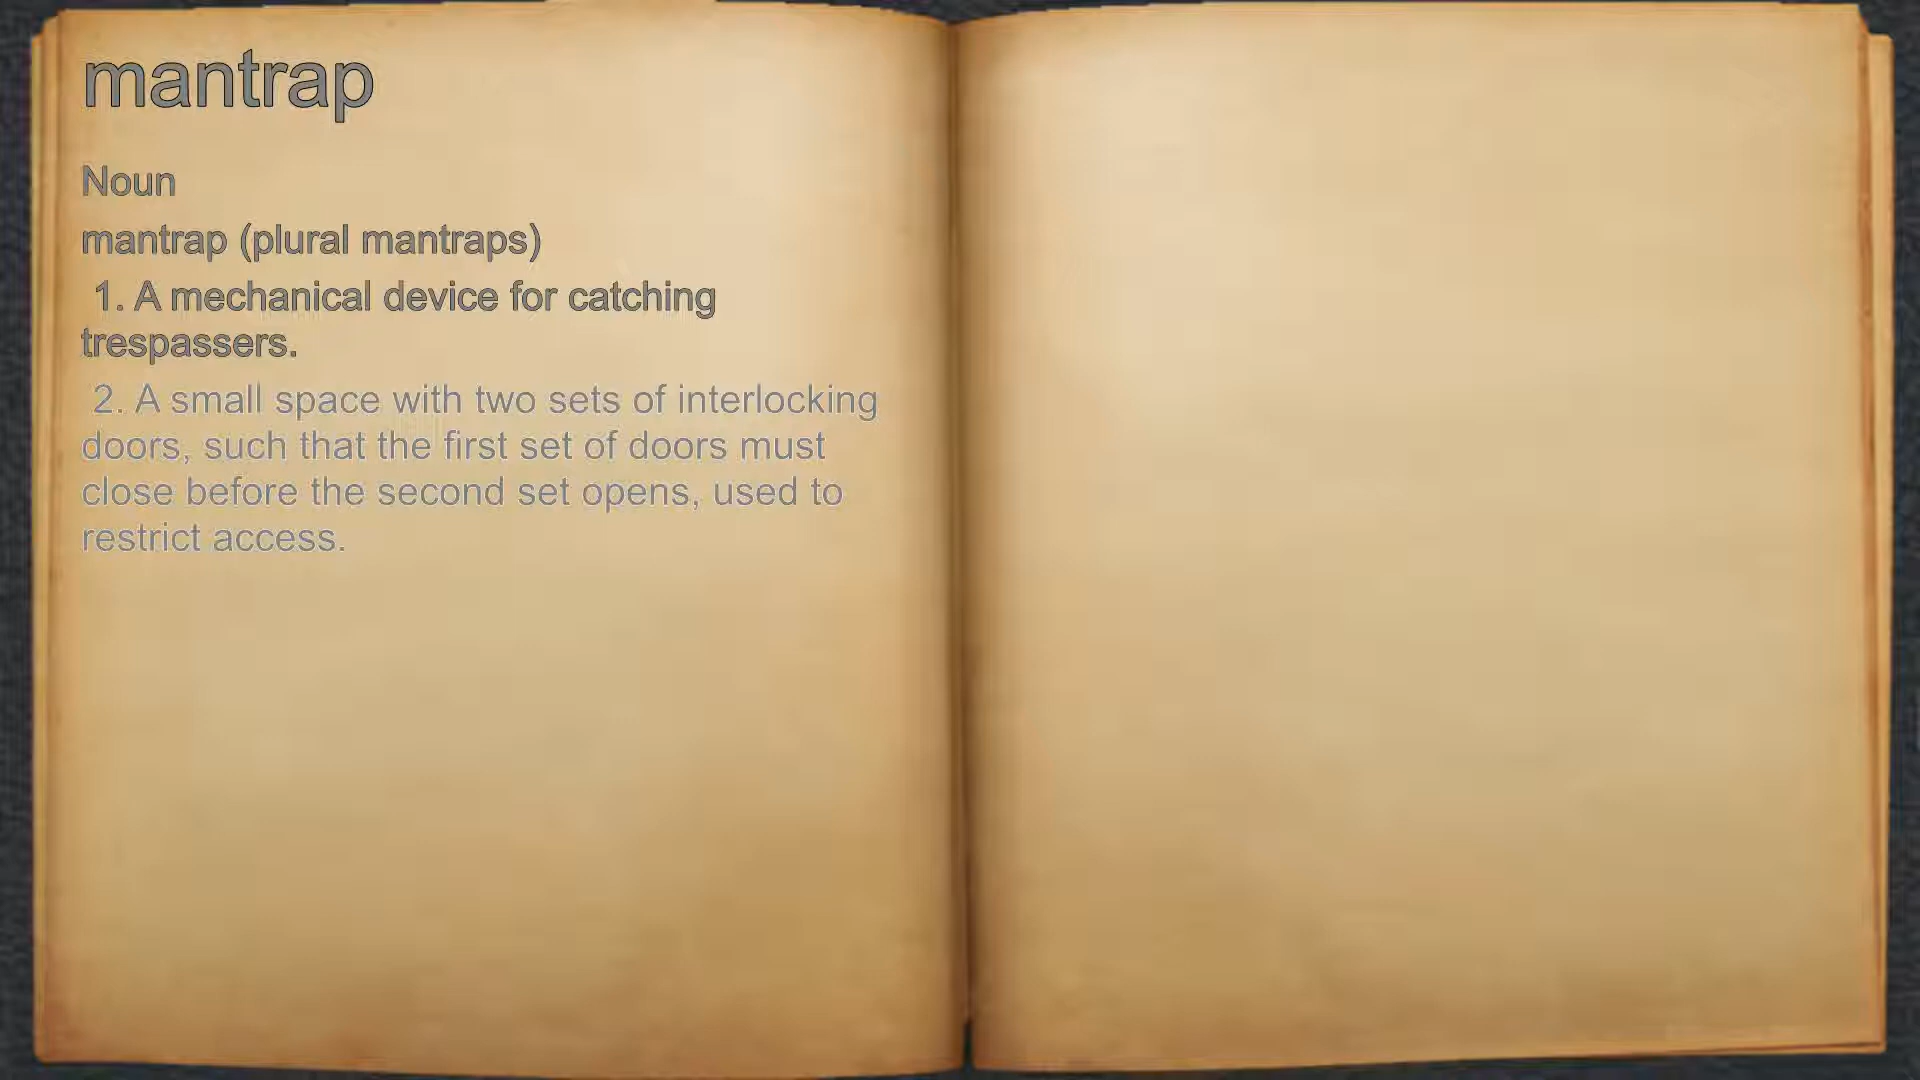 mantrap
Noun
mantrap (plural mantraps)
1. A mechanical device for catching
trespassers.
2. A small space with two sets of interlocking
doors, such that the first set of doors must
close before the second set opens, used to
restrict access.